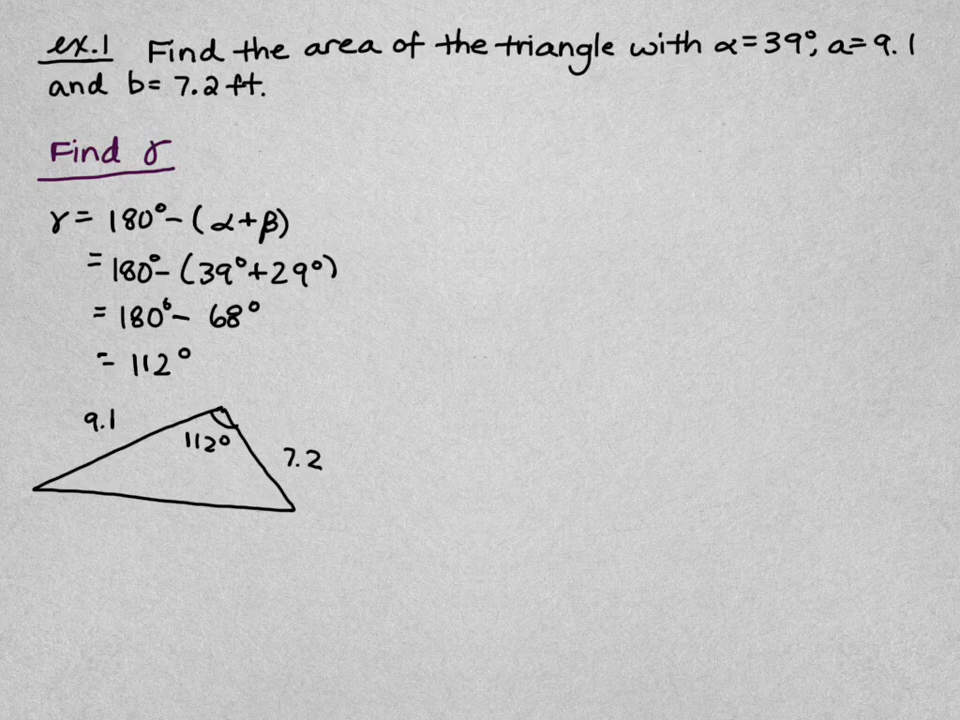 ex.1 Find the area of the triangle with α=39°, a=9.1
and b= 7.2 ft.
Find γ
γ = 180°-(α+β)
= 180°-(39°+29°)
= 180°- 68°
= 112°
9.1
112°
7.2